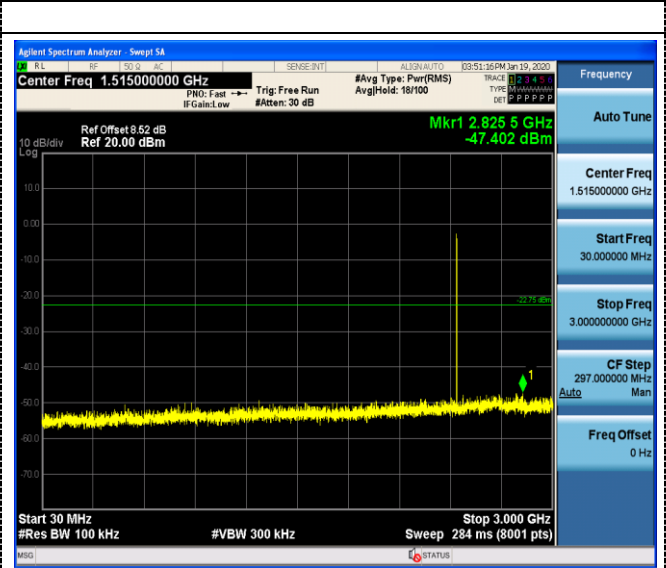 Agilent Spectrum Analyzer - Swept SA
RL RF 50 Ω AC SENSE:INT ALIGN AUTO 03:51:16 PM Jan 19, 2020
Center Freq 1.515000000 GHz
PNO: Fast
IFGain:Low
Trig: Free Run
#Atten: 30 dB
#Avg Type: Pwr(RMS)
Avg|Hold: 18/100
TRACE 1 2 3 4 5 6
TYPE M
DET P P P P P P
Frequency
Ref Offset 8.52 dB
10 dB/div Ref 20.00 dBm
Log
Mkr1 2.825 5 GHz
-47.402 dBm
10.0
0.00
-10.0
-20.0
-22.75 dBm
-30.0
-40.0
1
-50.0
-60.0
-70.0
Start 30 MHz Stop 3.000 GHz
#Res BW 100 kHz #VBW 300 kHz Sweep 284 ms (8001 pts)
MSG STATUS
Auto Tune
Center Freq
1.515000000 GHz
Start Freq
30.000000 MHz
Stop Freq
3.000000000 GHz
CF Step
297.000000 MHz
Auto Man
Freq Offset
0 Hz